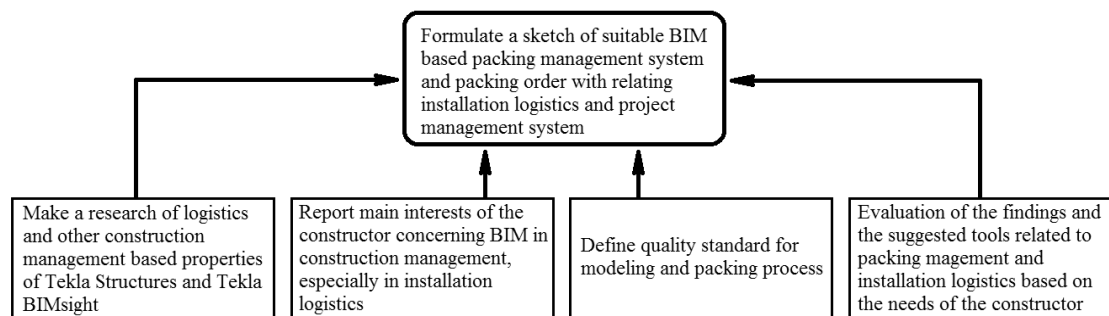 Formulate a sketch of suitable BIM
based packing management system
and packing order with relating
installation logistics and project
management system
Make a research of logistics
and other construction
management based properties
of Tekla Structures and Tekla
BIMsight
Report main interests of the
constructor concerning BIM in
construction management,
especially in installation
logistics
Define quality standard for
modeling and packing process
Evaluation of the findings and
the suggested tools related to
packing magement and
installation logistics based on
the needs of the constructor